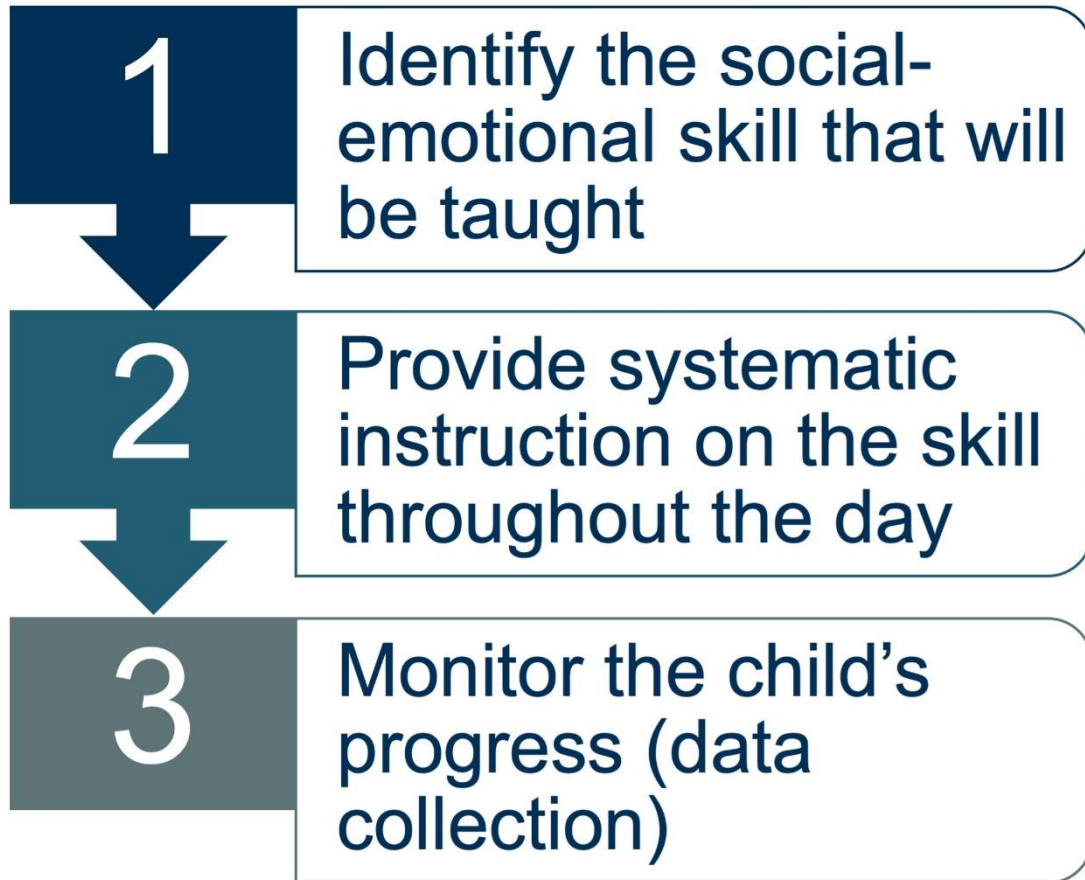 1
Identify the social-
emotional skill that will
be taught
2
Provide systematic
instruction on the skill
throughout the day
3
Monitor the child’s
progress (data
collection)